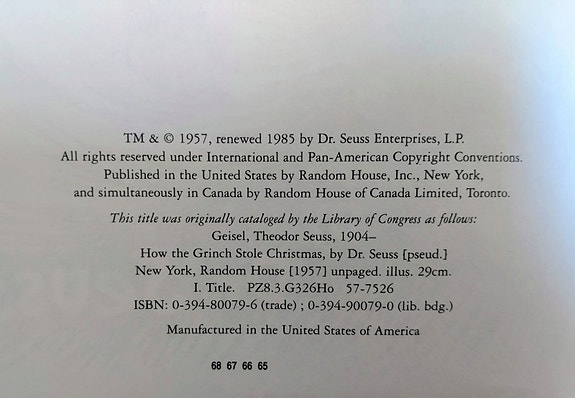 TM & © 1957, renewed 1985 by Dr. Seuss Enterprises, L.P.
All rights reserved under International and Pan-American Copyright Conventions.
Published in the United States by Random House, Inc., New York,
and simultaneously in Canada by Random House of Canada Limited, Toronto.
This title was originally cataloged by the Library of Congress as follows:
Geisel, Theodor Seuss, 1904–
How the Grinch Stole Christmas, by Dr. Seuss [pseud.]
New York, Random House [1957] unpaged. illus. 29cm.
I. Title. PZ8.3.G326Ho 57-7526
ISBN: 0-394-80079-6 (trade) ; 0-394-90079-0 (lib. bdg.)
Manufactured in the United States of America
68 67 66 65